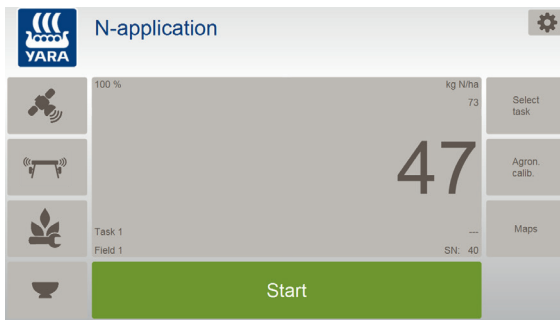 YARA
N-application
100 %
kg N/ha
73
47
Task 1
---
Field 1
SN: 40
Select
task
Agron.
calib.
Maps
Start